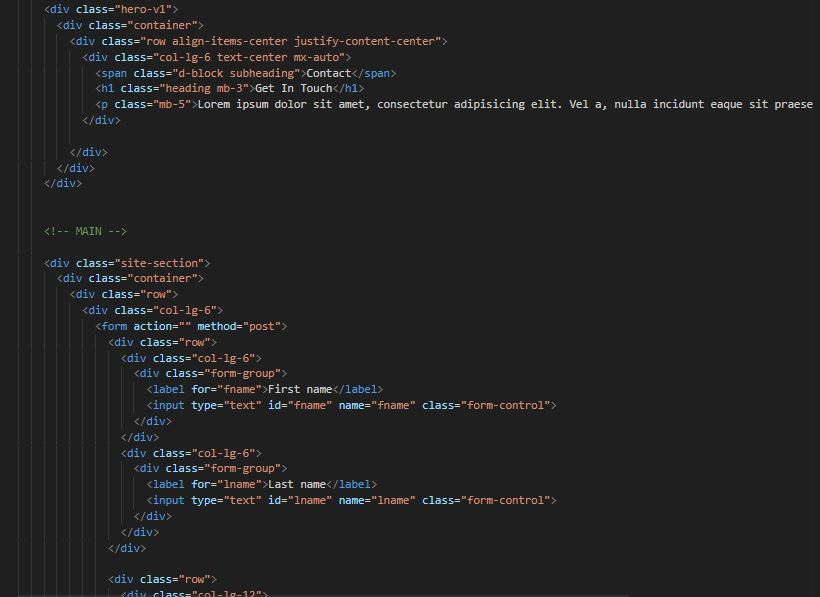 <div class="hero-v1">
<div class="container">
<div class="row align-items-center justify-content-center">
<div class="col-lg-6 text-center mx-auto">
<span class="d-block subheading">Contact</span>
<h1 class="heading mb-3">Get In Touch</h1>
<p class="mb-5">Lorem ipsum dolor sit amet, consectetur adipisicing elit. Vel a, nulla incidunt eaque sit praese
</div>
</div>
</div>
</div>
<!-- MAIN -->
<div class="site-section">
<div class="container">
<div class="row">
<div class="col-lg-6">
<form action="" method="post">
<div class="row">
<div class="col-lg-6">
<div class="form-group">
<label for="fname">First name</label>
<input type="text" id="fname" name="fname" class="form-control">
</div>
</div>
<div class="col-lg-6">
<div class="form-group">
<label for="lname">Last name</label>
<input type="text" id="lname" name="lname" class="form-control">
</div>
</div>
</div>
<div class="row">
<div class="col-lg-12">